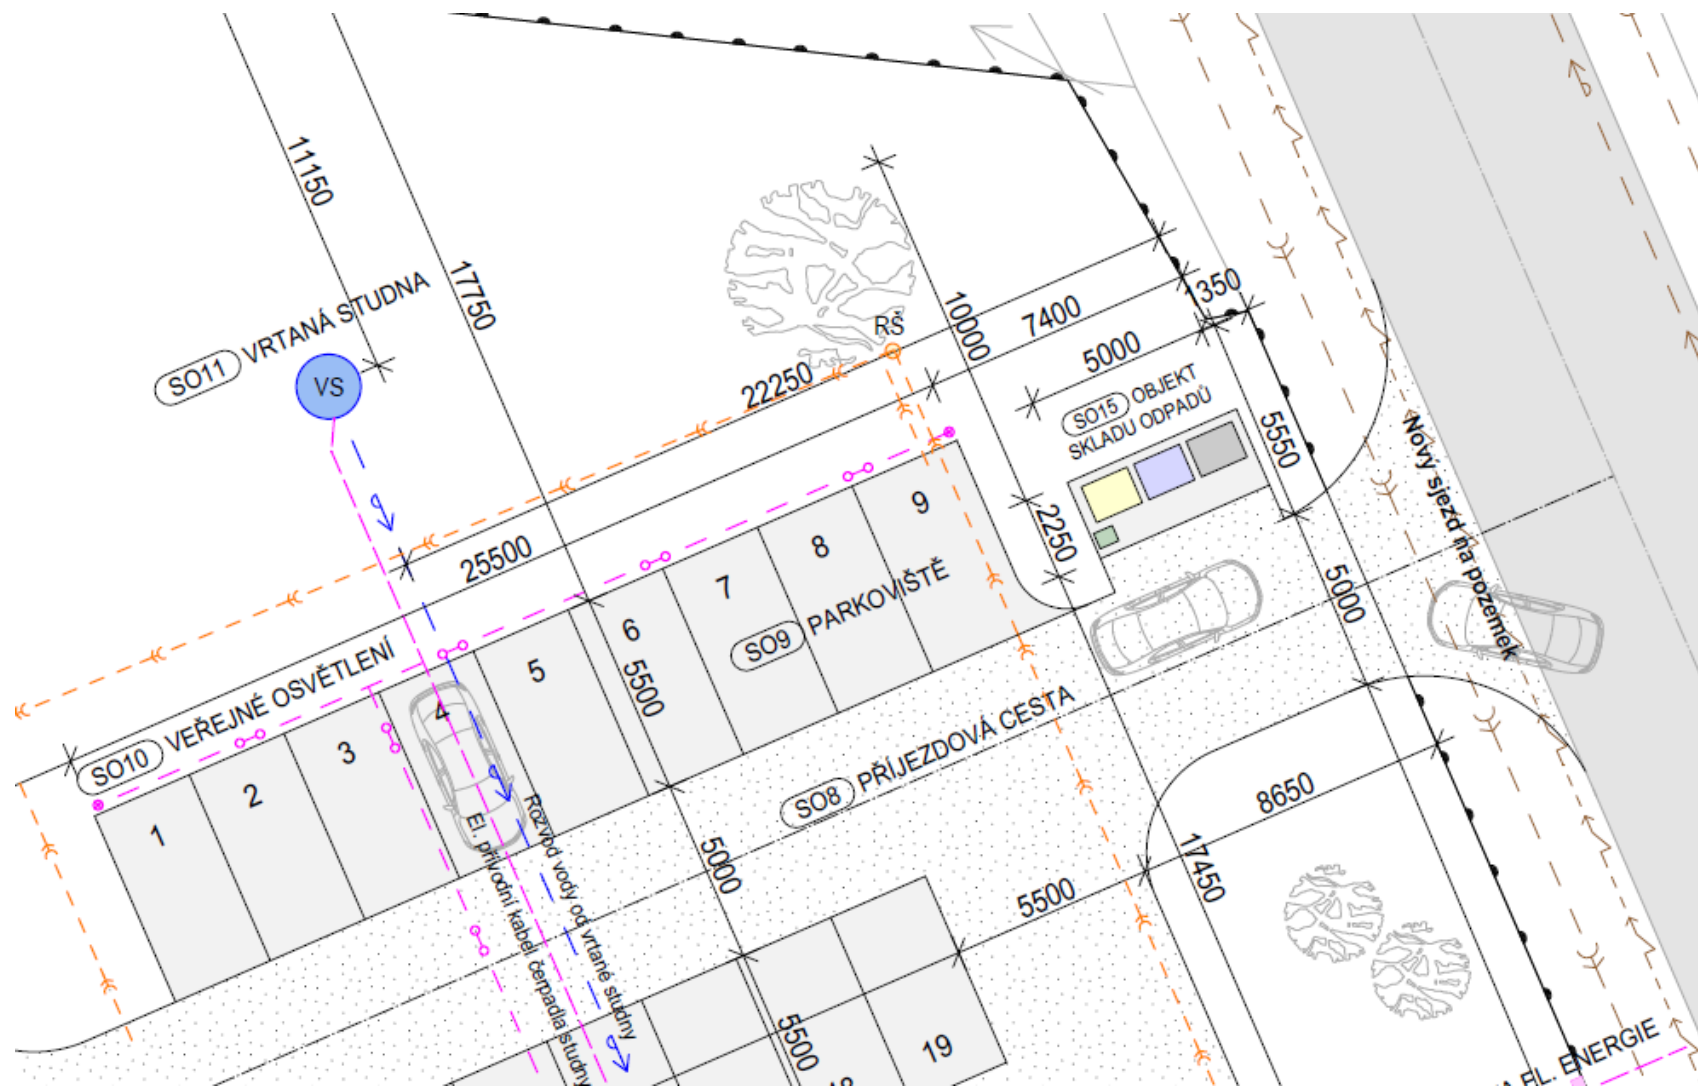 11150
17750
SO11 VRTANÁ STUDNA
VS
RŠ
10000
7400
1350
22250
5000
SO15 OBJEKT
SKLADU ODPADŮ
5550
Nový sjezd na pozemek
25500
2250
5000
1
2
3
4
5
6
7
8
9
SO9 PARKOVIŠTĚ
5500
SO10 VEŘEJNÉ OSVĚTLENÍ
SO8 PŘÍJEZDOVÁ CESTA
8650
Rozvod vody od vrtané studny
El. přívodní kabel čerpadla studny
5000
5500
17450
5500
18
19
EL. ENERGIE